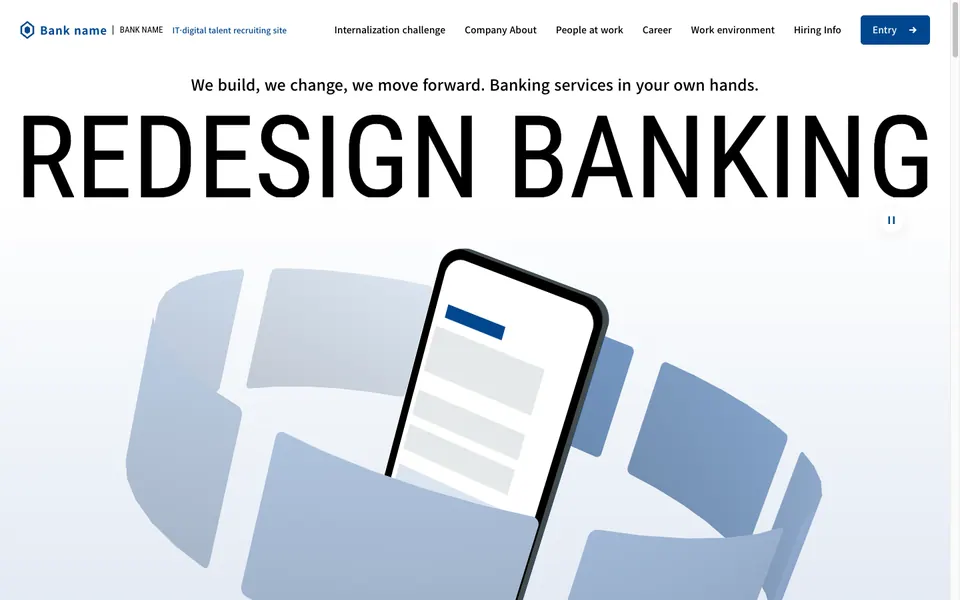 Bank name | BANK NAME IT·digital talent recruiting site Internalization challenge Company About People at work Career Work environment Hiring Info Entry →
We build, we change, we move forward. Banking services in your own hands.
REDESIGN BANKING